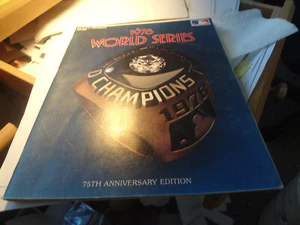 1978
WORLD SERIES
D CHAMPIONS
1978
75TH ANNIVERSARY EDITION